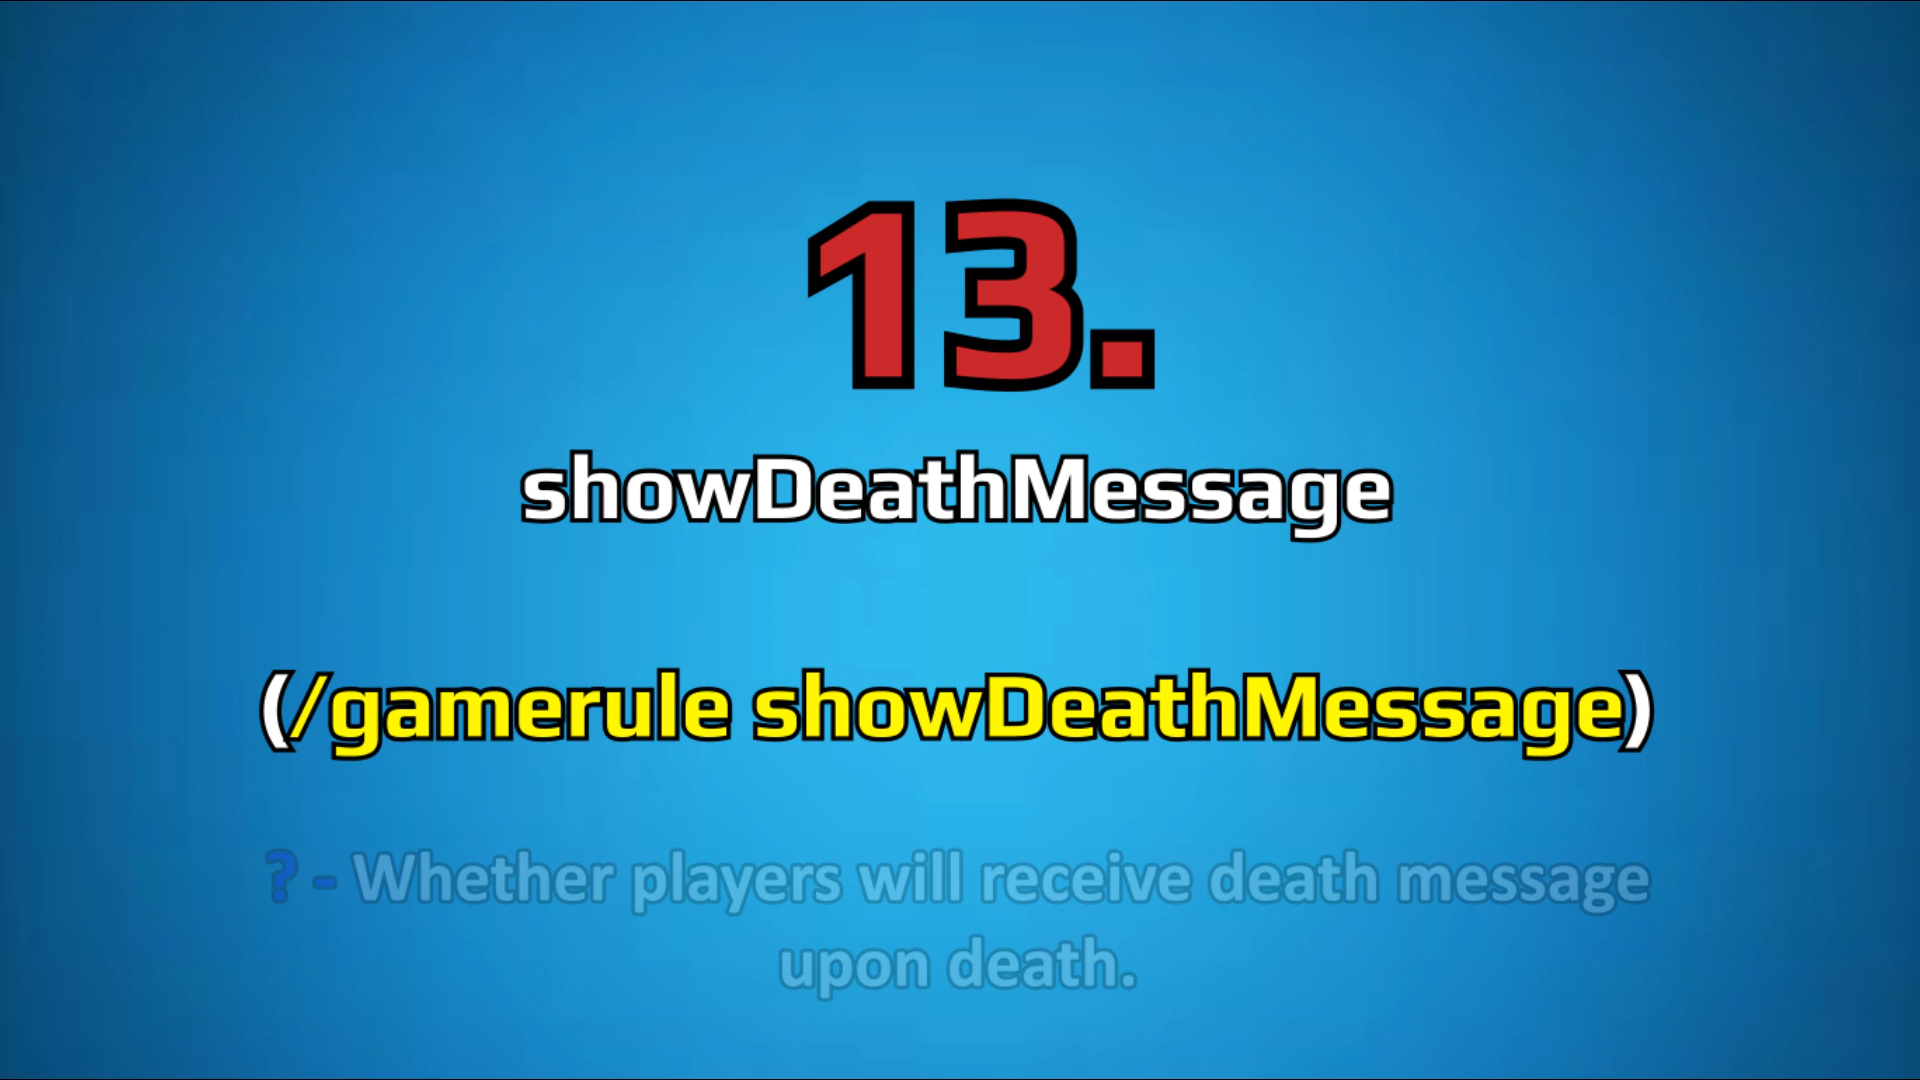 13.
showDeathMessage
(/gamerule showDeathMessage)
? - Whether players will receive death message
upon death.